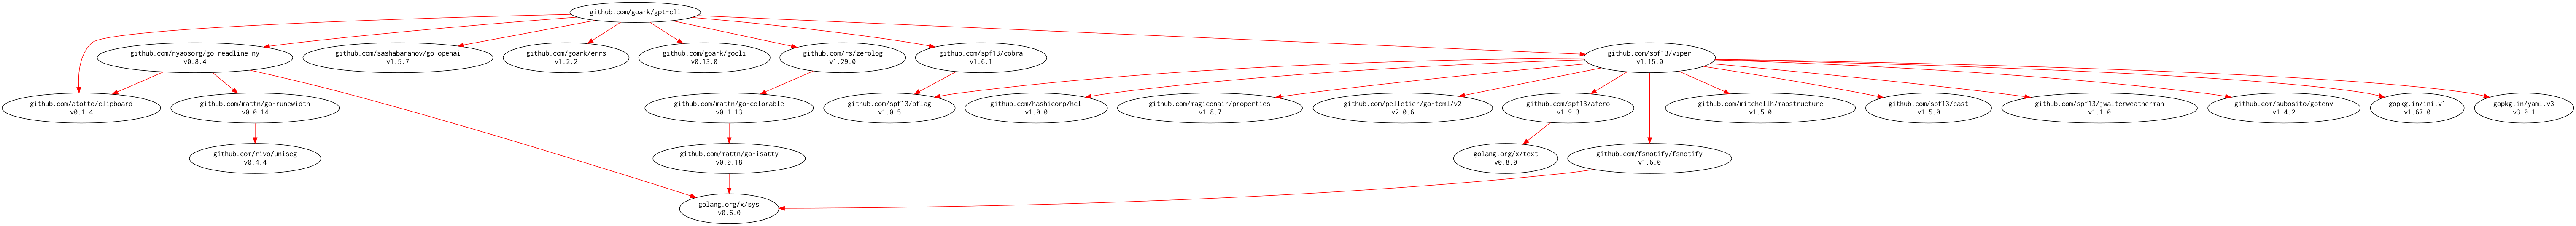 github.com/goark/gpt-cli
github.com/nyaosorg/go-readline-ny
v0.8.4
github.com/sashabaranov/go-openai
v1.5.7
github.com/goark/errs
v1.2.2
github.com/goark/gocli
v0.13.0
github.com/rs/zerolog
v1.29.0
github.com/spf13/cobra
v1.6.1
github.com/spf13/viper
v1.15.0
github.com/atotto/clipboard
v0.1.4
github.com/mattn/go-runewidth
v0.0.14
github.com/mattn/go-colorable
v0.1.13
github.com/spf13/pflag
v1.0.5
github.com/hashicorp/hcl
v1.0.0
github.com/magiconair/properties
v1.8.7
github.com/pelletier/go-toml/v2
v2.0.6
github.com/spf13/afero
v1.9.3
github.com/mitchellh/mapstructure
v1.5.0
github.com/spf13/cast
v1.5.0
github.com/spf13/jwalterweatherman
v1.1.0
github.com/subosito/gotenv
v1.4.2
gopkg.in/ini.v1
v1.67.0
gopkg.in/yaml.v3
v3.0.1
github.com/rivo/uniseg
v0.4.4
github.com/mattn/go-isatty
v0.0.18
golang.org/x/text
v0.8.0
github.com/fsnotify/fsnotify
v1.6.0
golang.org/x/sys
v0.6.0